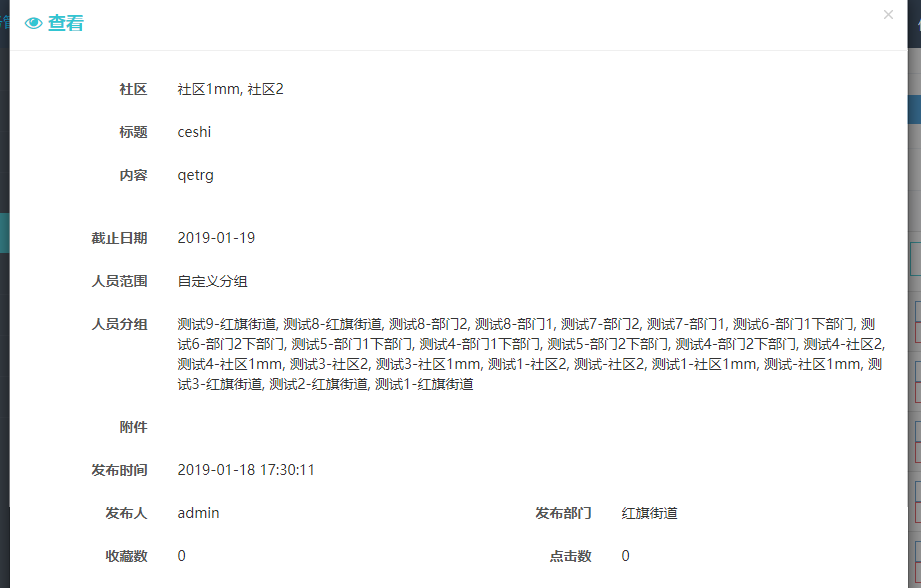 查看
×
社区 社区1mm, 社区2
标题 ceshi
内容 qetrg
截止日期 2019-01-19
人员范围 自定义分组
人员分组 测试9-红旗街道, 测试8-红旗街道, 测试8-部门2, 测试8-部门1, 测试7-部门2, 测试7-部门1, 测试6-部门1下部门, 测
试6-部门2下部门, 测试5-部门1下部门, 测试4-部门1下部门, 测试5-部门2下部门, 测试4-部门2下部门, 测试4-社区2,
测试4-社区1mm, 测试3-社区2, 测试3-社区1mm, 测试1-社区2, 测试-社区2, 测试1-社区1mm, 测试-社区1mm, 测
试3-红旗街道, 测试2-红旗街道, 测试1-红旗街道
附件
发布时间 2019-01-18 17:30:11
发布人 admin 发布部门 红旗街道
收藏数 0 点击数 0